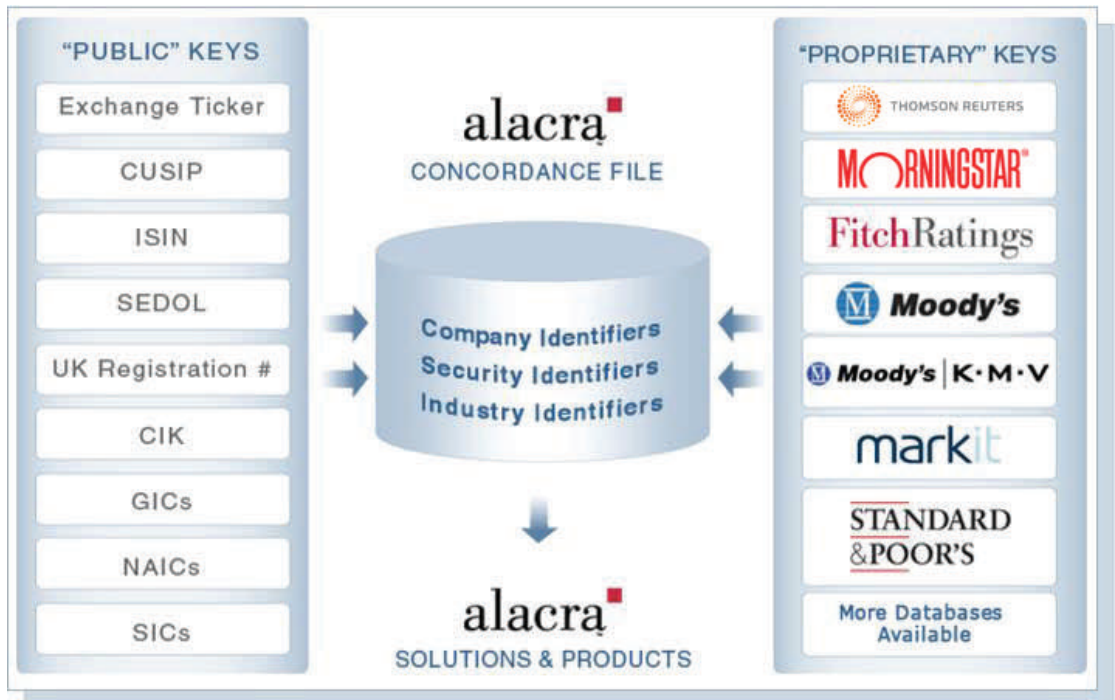 “PUBLIC” KEYS
Exchange Ticker
CUSIP
ISIN
SEDOL
UK Registration #
CIK
GICs
NAICs
SICs
alacra
CONCORDANCE FILE
Company Identifiers
Security Identifiers
Industry Identifiers
alacra
SOLUTIONS & PRODUCTS
“PROPRIETARY” KEYS
THOMSON REUTERS
MORNINGSTAR®
FitchRatings
M Moody's
M Moody's | K·M·V
markit
STANDARD
&POOR'S
More Databases
Available